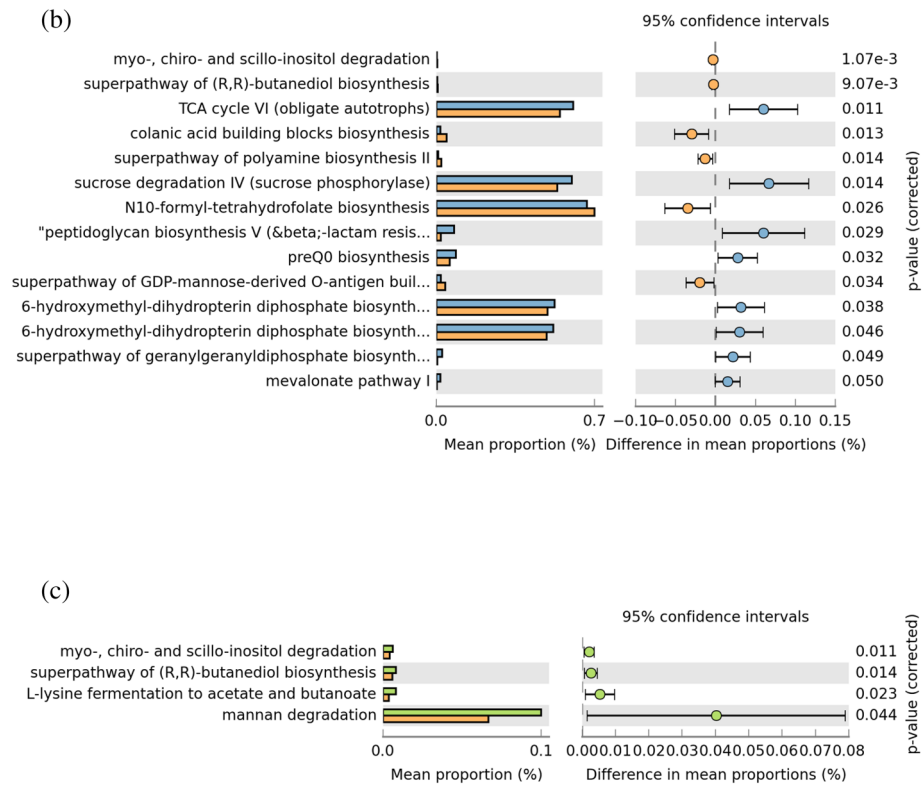 (b)
95% confidence intervals
myo-, chiro- and scillo-inositol degradation 1.07e-3
superpathway of (R,R)-butanediol biosynthesis 9.07e-3
TCA cycle VI (obligate autotrophs) 0.011
colanic acid building blocks biosynthesis 0.013
superpathway of polyamine biosynthesis II 0.014
sucrose degradation IV (sucrose phosphorylase) 0.014
N10-formyl-tetrahydrofolate biosynthesis 0.026
"peptidoglycan biosynthesis V (&beta;-lactam resis... 0.029
preQ0 biosynthesis 0.032
superpathway of GDP-mannose-derived O-antigen buil... 0.034
6-hydroxymethyl-dihydropterin diphosphate biosynth... 0.038
6-hydroxymethyl-dihydropterin diphosphate biosynth... 0.046
superpathway of geranylgeranyldiphosphate biosynth... 0.049
mevalonate pathway I 0.050
p-value (corrected)
0.0 0.7 −0.10 −0.05 0.00 0.05 0.10 0.15
Mean proportion (%) Difference in mean proportions (%)
(c)
95% confidence intervals
myo-, chiro- and scillo-inositol degradation 0.011
superpathway of (R,R)-butanediol biosynthesis 0.014
L-lysine fermentation to acetate and butanoate 0.023
mannan degradation 0.044
p-value (corrected)
0.0 0.1 0.00 0.01 0.02 0.03 0.04 0.05 0.06 0.07 0.08
Mean proportion (%) Difference in mean proportions (%)